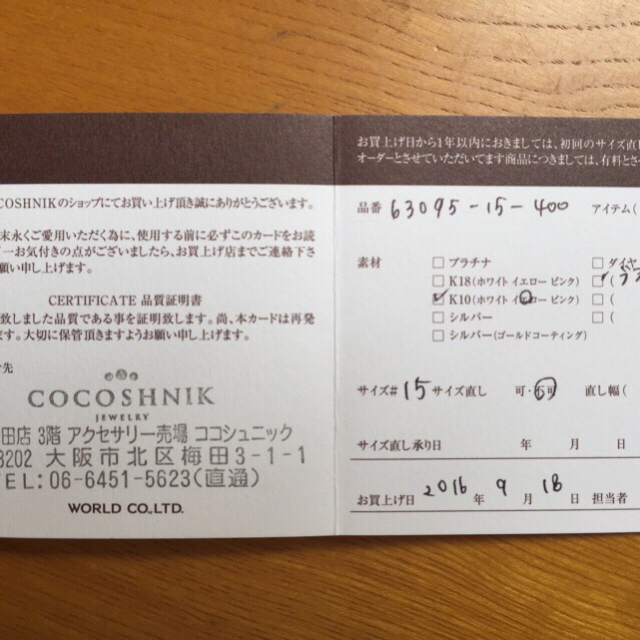 COSHNIKのショップにてお買い上げ頂き誠にありがとうございます。
末永くご愛用いただく為に、使用する前に必ずこのカードをお読
一お気付きの点がございましたら、お買上げ店までご連絡下さ
願い申し上げます。
CERTIFICATE 品質証明書
致しました品質である事を証明致します。尚、本カードは再発
ます。大切に保管頂きますようお願い申し上げます。
先
COCOSHNIK
JEWELRY
田店 3階 アクセサリー売場 ココシュニック
8202 大阪市北区梅田3-1-1
TEL:06-6451-5623(直通)
WORLD CO.,LTD.
お買上げ日から1年以内におきましては、初回のサイズ直し
オーダーとさせていただいてます商品につきましては、有料とさ
品番 63095-15-400 アイテム(
素材 □プラチナ □ダイヤ
□K18(ホワイト イエロー ピンク) □(
☑K10(ホワイト イエロー ピンク) □(
□シルバー □(
□シルバー(ゴールドコーティング)
サイズ# 15 サイズ直し 可・不可 直し幅(
サイズ直し承り日 年 月 日
お買上げ日 2016 年 9 月 18 日 担当者